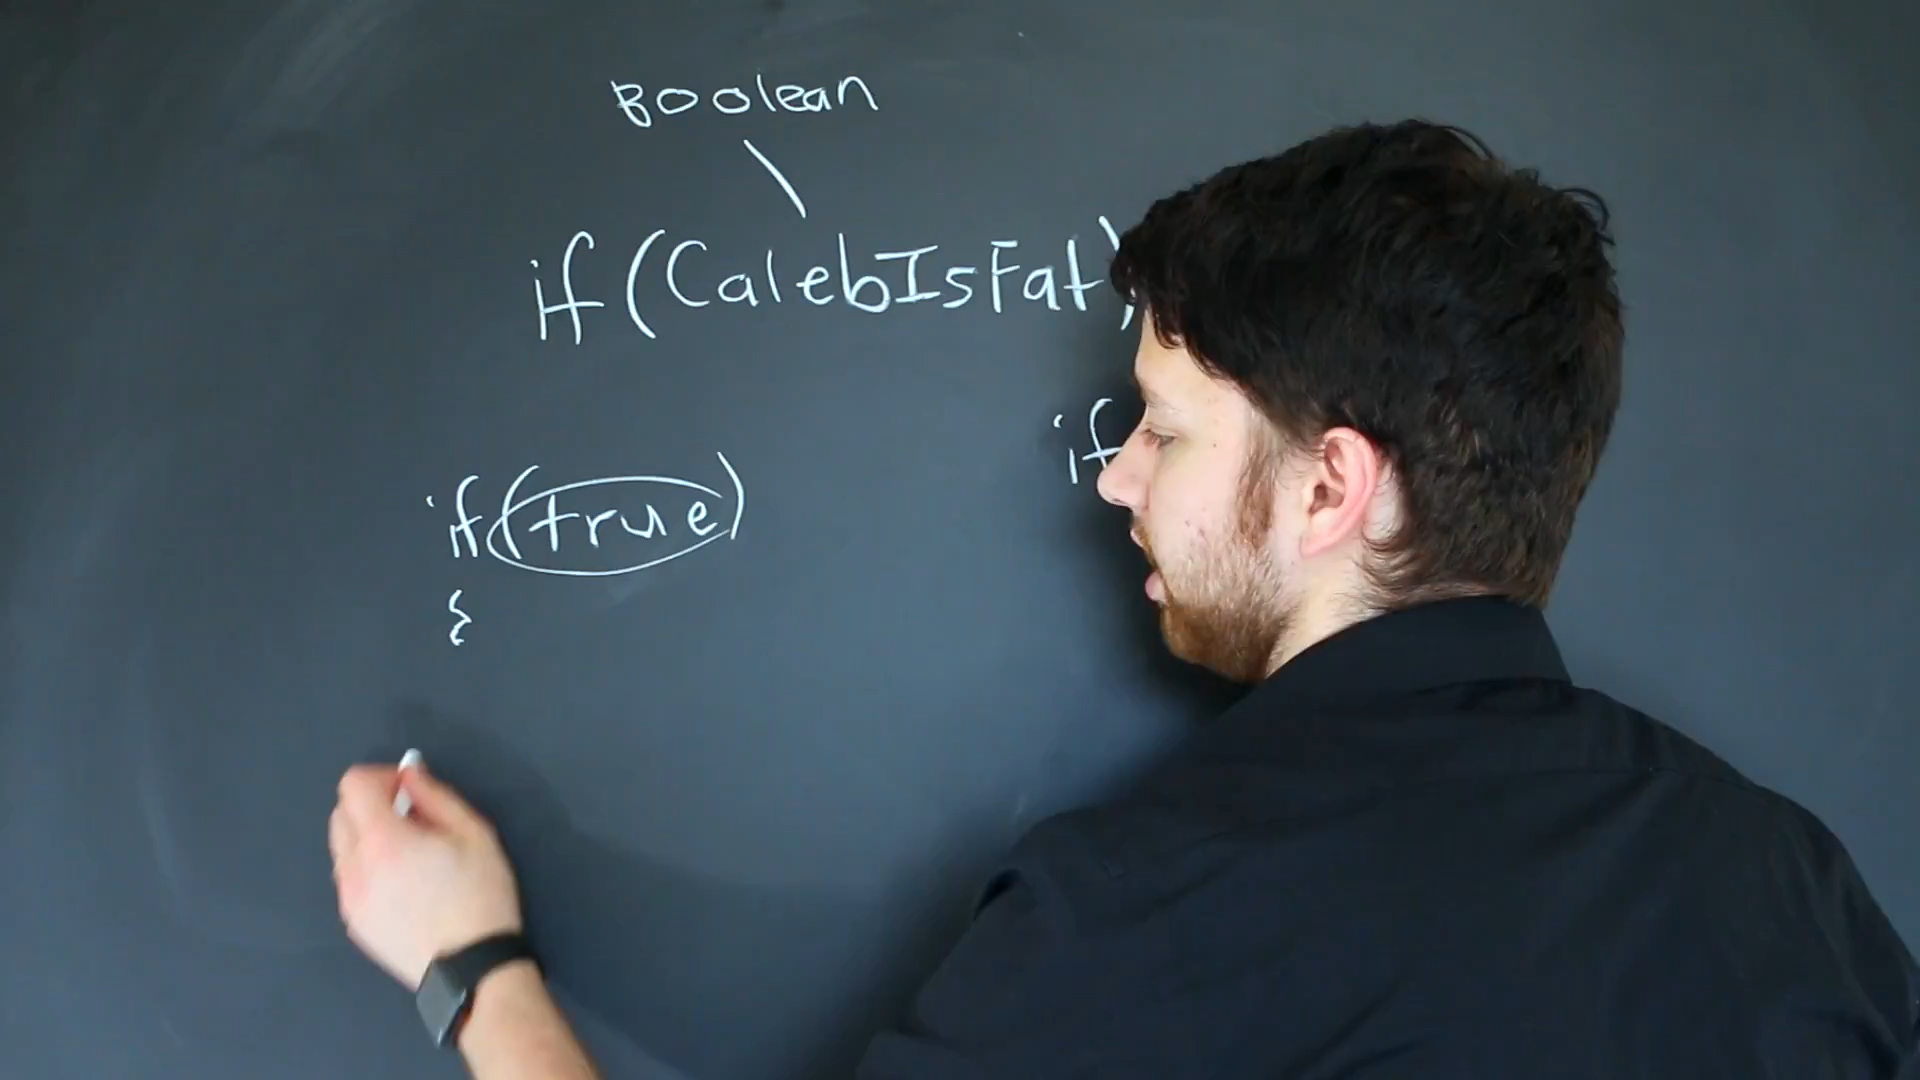 Boolean
if (CalebIsFat)
if
if (true)
{